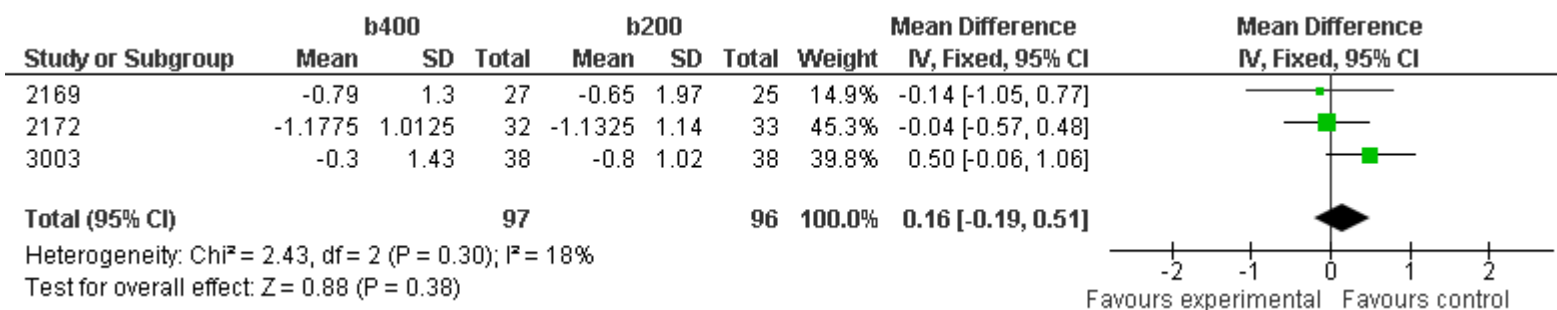 b400 b200 Mean Difference Mean Difference
Study or Subgroup Mean SD Total Mean SD Total Weight IV, Fixed, 95% CI IV, Fixed, 95% CI
2169 -0.79 1.3 27 -0.65 1.97 25 14.9% -0.14 [-1.05, 0.77]
2172 -1.1775 1.0125 32 -1.1325 1.14 33 45.3% -0.04 [-0.57, 0.48]
3003 -0.3 1.43 38 -0.8 1.02 38 39.8% 0.50 [-0.06, 1.06]
Total (95% CI) 97 96 100.0% 0.16 [-0.19, 0.51]
Heterogeneity: Chi² = 2.43, df = 2 (P = 0.30); I² = 18%
Test for overall effect: Z = 0.88 (P = 0.38)
-2 -1 0 1 2
Favours experimental Favours control